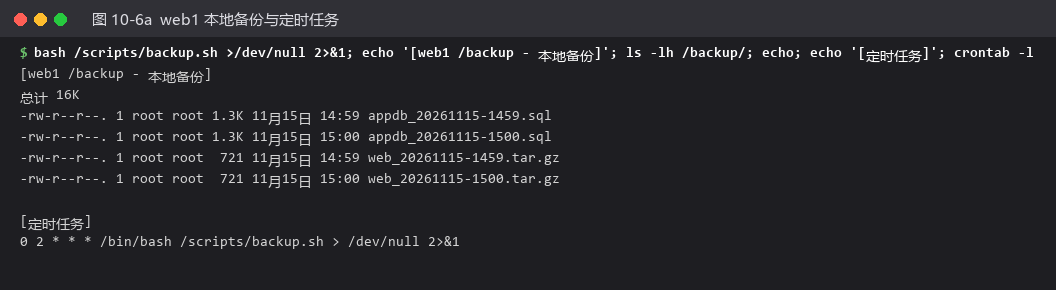 图 10-6a web1 本地备份与定时任务
$ bash /scripts/backup.sh >/dev/null 2>&1; echo '[web1 /backup - 本地备份]'; ls -lh /backup/; echo; echo '[定时任务]'; crontab -l
[web1 /backup - 本地备份]
总计 16K
-rw-r--r--. 1 root root 1.3K 11月15日 14:59 appdb_20261115-1459.sql
-rw-r--r--. 1 root root 1.3K 11月15日 15:00 appdb_20261115-1500.sql
-rw-r--r--. 1 root root  721 11月15日 14:59 web_20261115-1459.tar.gz
-rw-r--r--. 1 root root  721 11月15日 15:00 web_20261115-1500.tar.gz
[定时任务]
0 2 * * * /bin/bash /scripts/backup.sh > /dev/null 2>&1